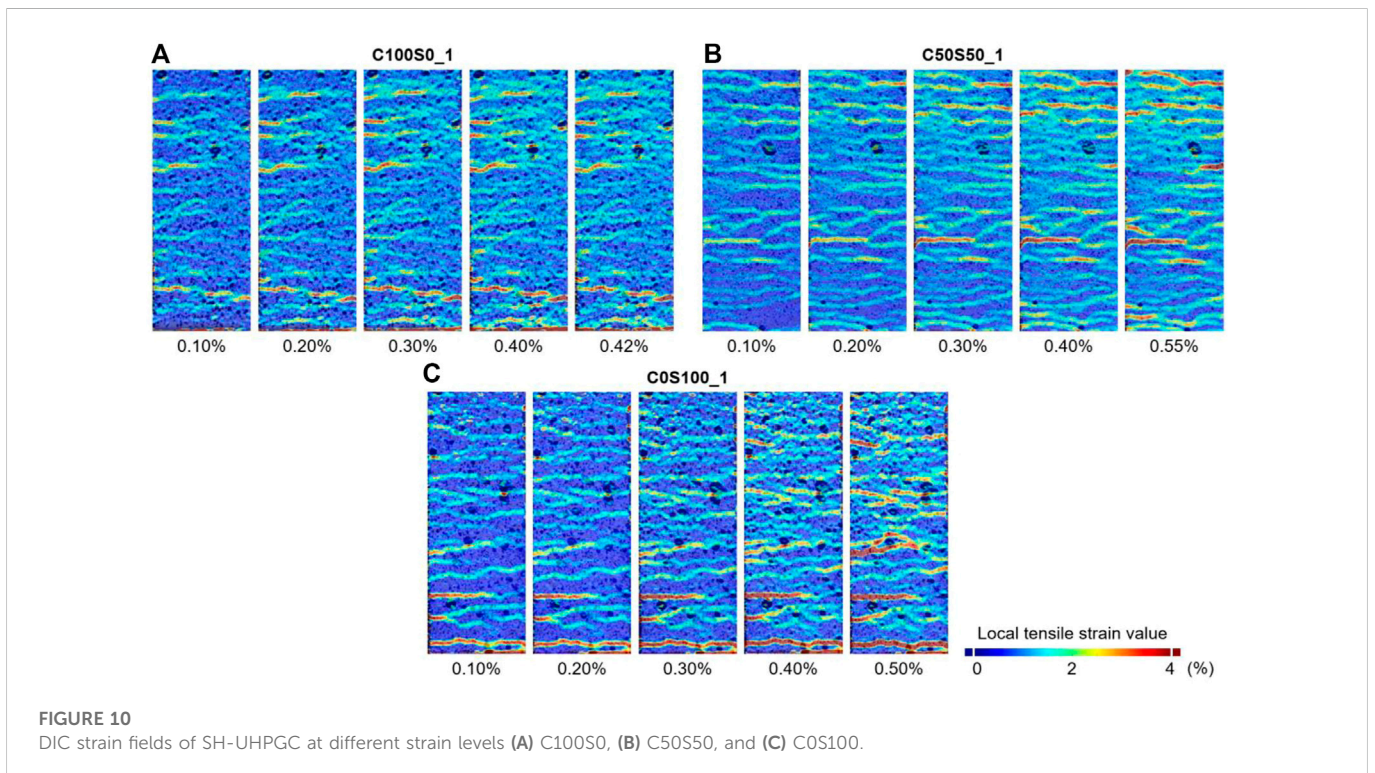 A
C100S0_1
0.10% 0.20% 0.30% 0.40% 0.42%
B
C50S50_1
0.10% 0.20% 0.30% 0.40% 0.55%
C
C0S100_1
0.10% 0.20% 0.30% 0.40% 0.50%
Local tensile strain value
0 2 4 (%)
FIGURE 10
DIC strain fields of SH-UHPGC at different strain levels (A) C100S0, (B) C50S50, and (C) C0S100.